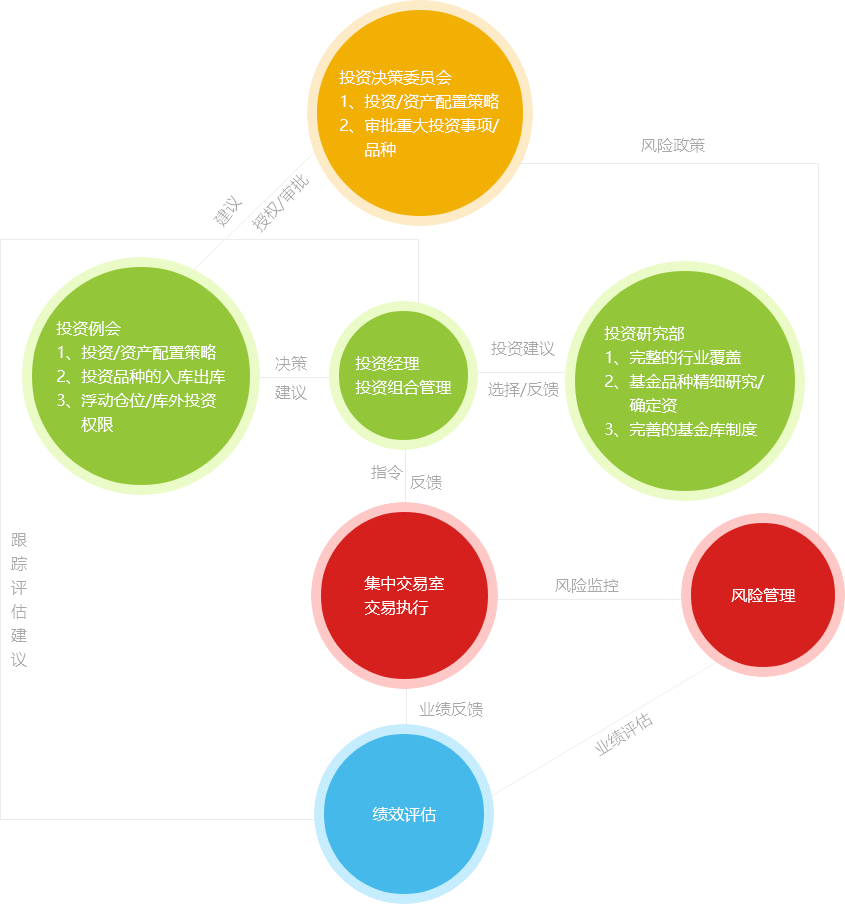 投资决策委员会
1、投资/资产配置策略
2、审批重大投资事项/
品种
风险政策
建议
授权/审批
投资例会
1、投资/资产配置策略
2、投资品种的入库出库
3、浮动仓位/库外投资
权限
决策
建议
投资经理
投资组合管理
投资建议
选择/反馈
投资研究部
1、完整的行业覆盖
2、基金品种精细研究/
确定资
3、完善的基金库制度
指令
反馈
跟
踪
评
估
建
议
集中交易室
交易执行
风险监控
风险管理
业绩反馈
业绩评估
绩效评估